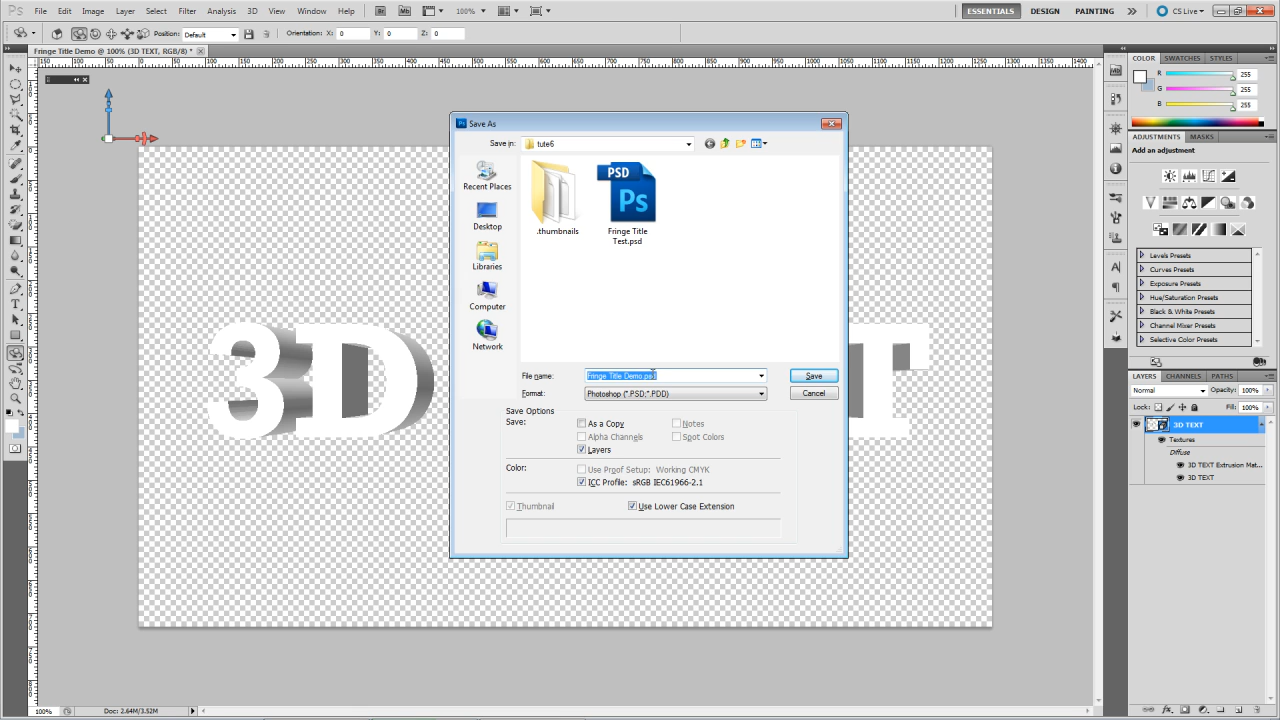 Ps File Edit Image Layer Select Filter Analysis 3D View Window Help Br Mb 100% ESSENTIALS DESIGN PAINTING CS Live
Position: Default Orientation: X: 0 Y: 0 Z: 0
Fringe Title Demo @ 100% (3D TEXT, RGB/8) *
COLOR SWATCHES STYLES
R 255
G 255
B 255
ADJUSTMENTS MASKS
Add an adjustment
Levels Presets
Curves Presets
Exposure Presets
Hue/Saturation Presets
Black & White Presets
Channel Mixer Presets
Selective Color Presets
LAYERS CHANNELS PATHS
Normal Opacity: 100%
Lock: Fill: 100%
3D TEXT
Textures
Diffuse
3D TEXT Extrusion Mat...
3D TEXT
3D T
Save As
Save in: tute6
Recent Places
Desktop
Libraries
Computer
Network
.thumbnails
PSD
Ps
Fringe Title
Test.psd
File name: Fringe Title Demo.psd Save
Format: Photoshop (*.PSD;*.PDD) Cancel
Save Options
Save: As a Copy Notes
Alpha Channels Spot Colors
Layers
Color: Use Proof Setup: Working CMYK
ICC Profile: sRGB IEC61966-2.1
Thumbnail Use Lower Case Extension
100% Doc: 2.64M/3.52M